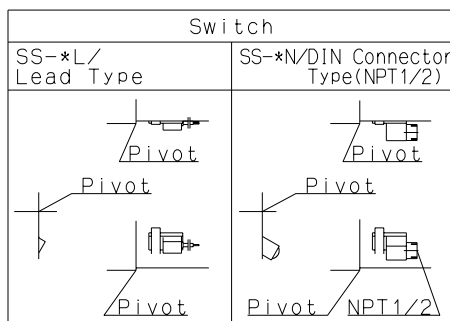 Switch
SS-*L/
Lead Type
SS-*N/DIN Connector
Type(NPT1/2)
Pivot
Pivot
Pivot
Pivot
Pivot
Pivot
NPT1/2